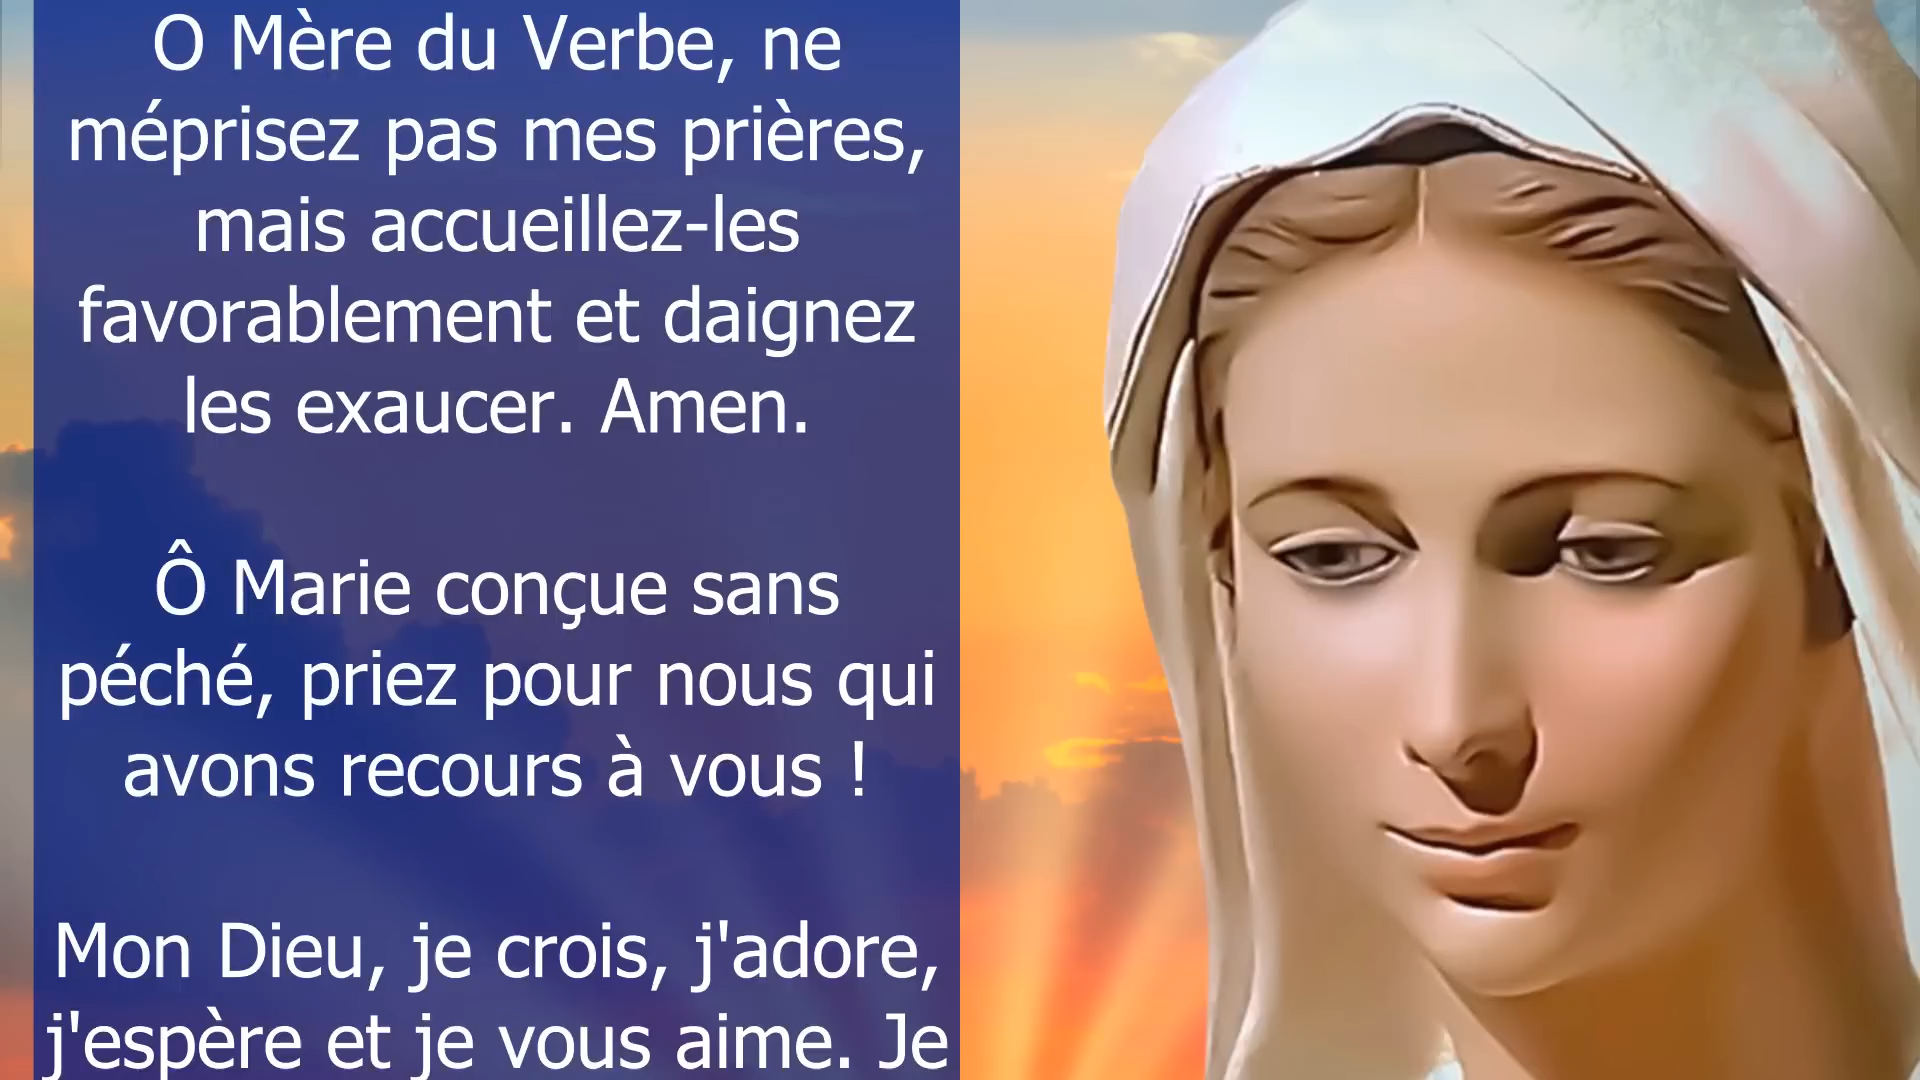 O Mère du Verbe, ne
méprisez pas mes prières,
mais accueillez-les
favorablement et daignez
les exaucer. Amen.
Ô Marie conçue sans
péché, priez pour nous qui
avons recours à vous !
Mon Dieu, je crois, j'adore,
j'espère et je vous aime. Je